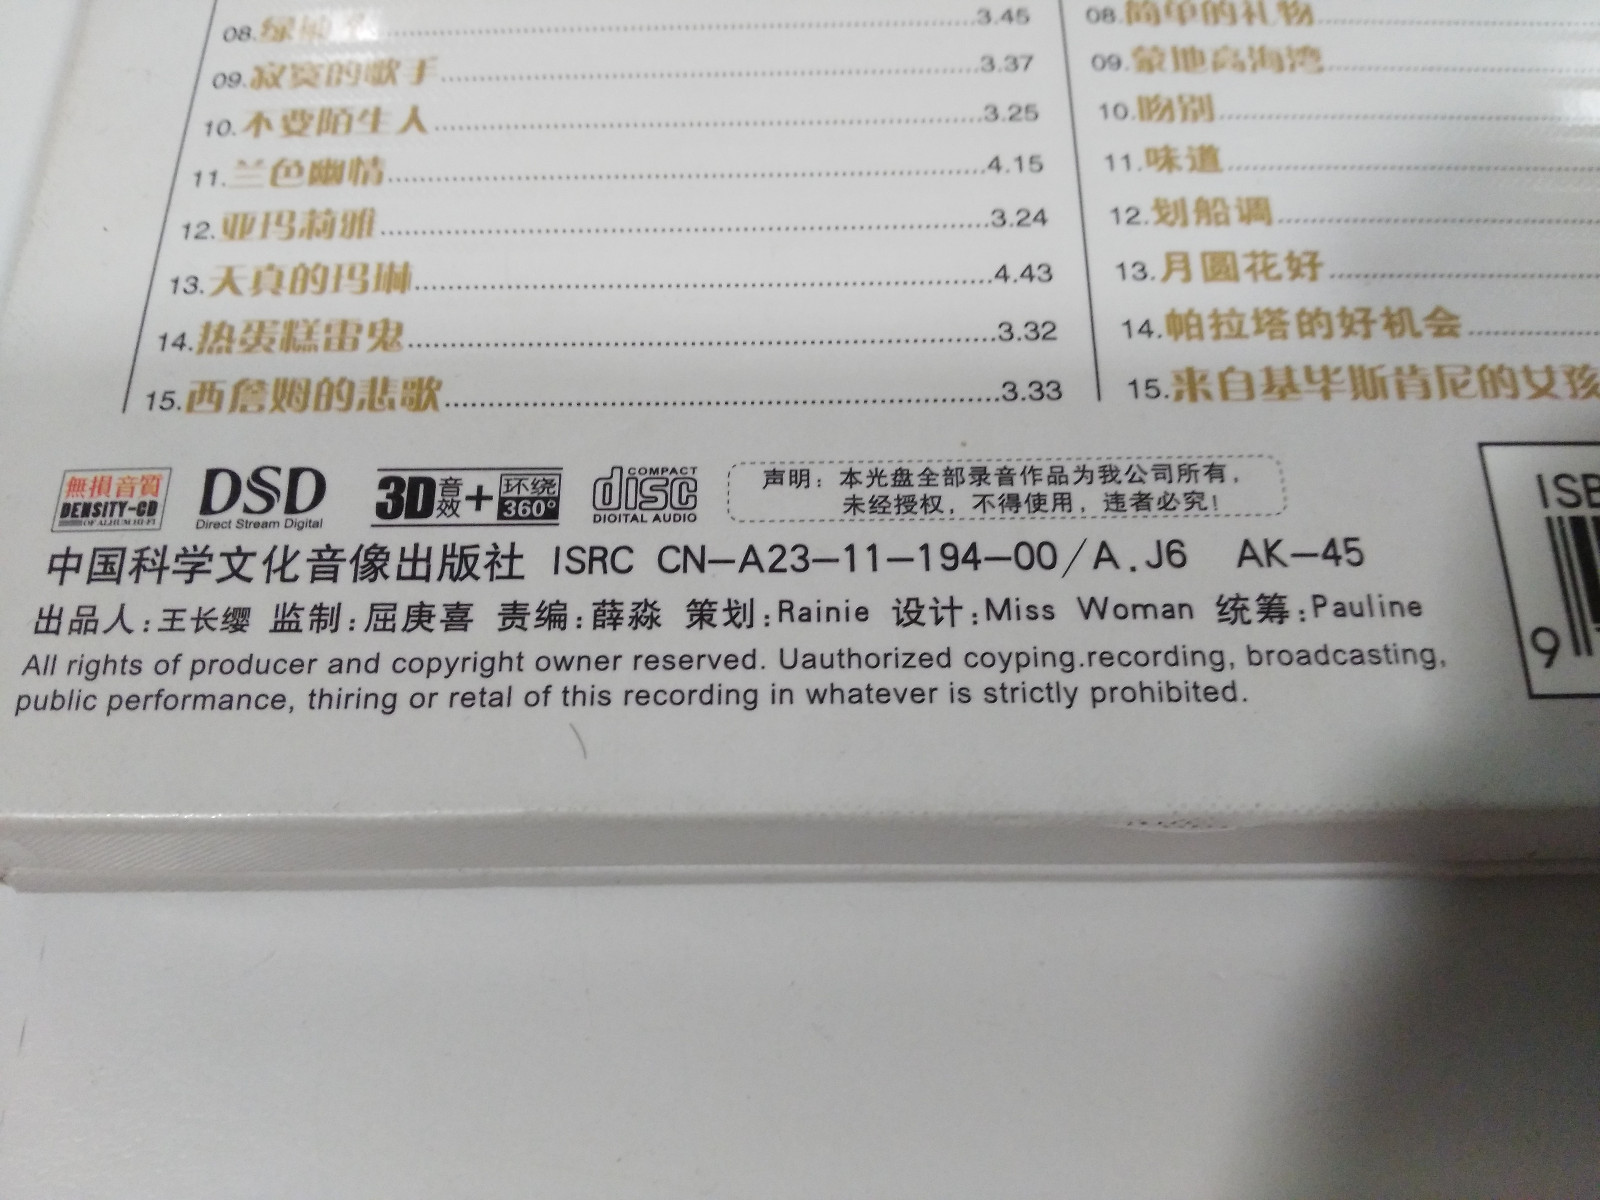 08. 3.45
09.寂寞的歌手 3.37
10.不要陌生人 3.25
11.兰色幽情 4.15
12.亚玛莉雅 3.24
13.天真的玛琳 4.43
14.热蛋糕雷鬼 3.32
15.西詹姆的悲歌 3.33
08.简单的礼物
09.蒙地高海湾
10.吻别
11.味道
12.划船调
13.月圆花好
14.帕拉塔的好机会
15.来自基毕斯肯尼的女孩
無損音質
DENSITY-CD
OF ALBUM HI-FI
DSD
Direct Stream Digital
3D音效+环绕360°
COMPACT
disc
DIGITAL AUDIO
声明：本光盘全部录音作品为我公司所有，
未经授权，不得使用，违者必究！
中国科学文化音像出版社 ISRC CN-A23-11-194-00/A.J6 AK-45
出品人:王长缨 监制:屈庚喜 责编:薛淼 策划:Rainie 设计:Miss Woman 统筹:Pauline
All rights of producer and copyright owner reserved. Uauthorized coyping.recording, broadcasting,
public performance, thiring or retal of this recording in whatever is strictly prohibited.
ISB
9